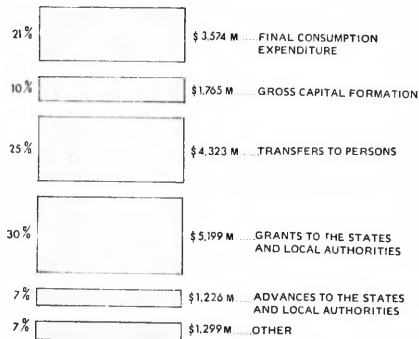 21% $3,574 M ..... FINAL CONSUMPTION
EXPENDITURE
10% $1,765 M ..... GROSS CAPITAL FORMATION
25% $4,323 M ..... TRANSFERS TO PERSONS
30% $5,199 M ..... GRANTS TO THE STATES
AND LOCAL AUTHORITIES
7% $1,226 M ..... ADVANCES TO THE STATES
AND LOCAL AUTHORITIES
7% $1,299 M ..... OTHER